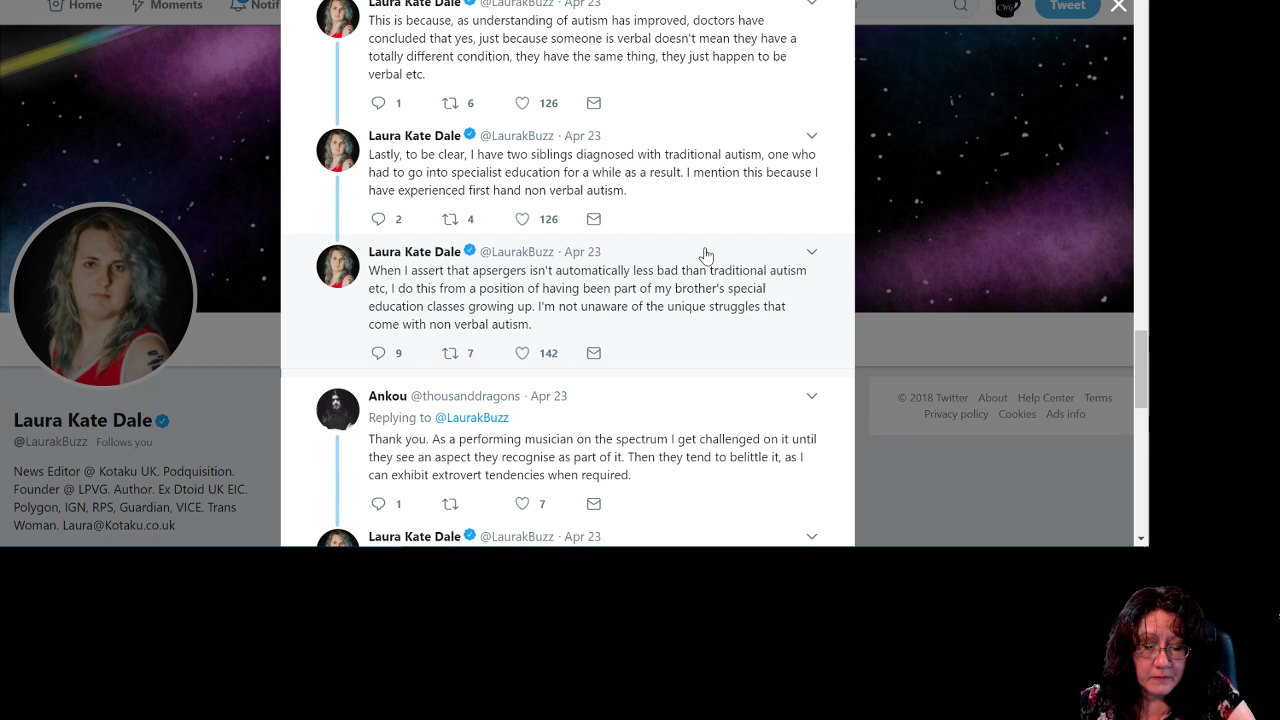 Home
Moments
Notif
Tweet
Laura Kate Dale @LaurakBuzz · Apr 23
This is because, as understanding of autism has improved, doctors have
concluded that yes, just because someone is verbal doesn't mean they have a
totally different condition, they have the same thing, they just happen to be
verbal etc.
1 6 126
Laura Kate Dale @LaurakBuzz · Apr 23
Lastly, to be clear, I have two siblings diagnosed with traditional autism, one who
had to go into specialist education for a while as a result. I mention this because I
have experienced first hand non verbal autism.
2 4 126
Laura Kate Dale @LaurakBuzz · Apr 23
When I assert that apsergers isn't automatically less bad than traditional autism
etc, I do this from a position of having been part of my brother's special
education classes growing up. I'm not unaware of the unique struggles that
come with non verbal autism.
9 7 142
Ankou @thousanddragons · Apr 23
Replying to @LaurakBuzz
Thank you. As a performing musician on the spectrum I get challenged on it until
they see an aspect they recognise as part of it. Then they tend to belittle it, as I
can exhibit extrovert tendencies when required.
1 7
Laura Kate Dale @LaurakBuzz · Apr 23
Laura Kate Dale
@LaurakBuzz Follows you
News Editor @ Kotaku UK. Podquisition.
Founder @ LPVG. Author. Ex Dtoid UK EIC.
Polygon, IGN, RPS, Guardian, VICE. Trans
Woman. Laura@Kotaku.co.uk
© 2018 Twitter About Help Center Terms
Privacy policy Cookies Ads info